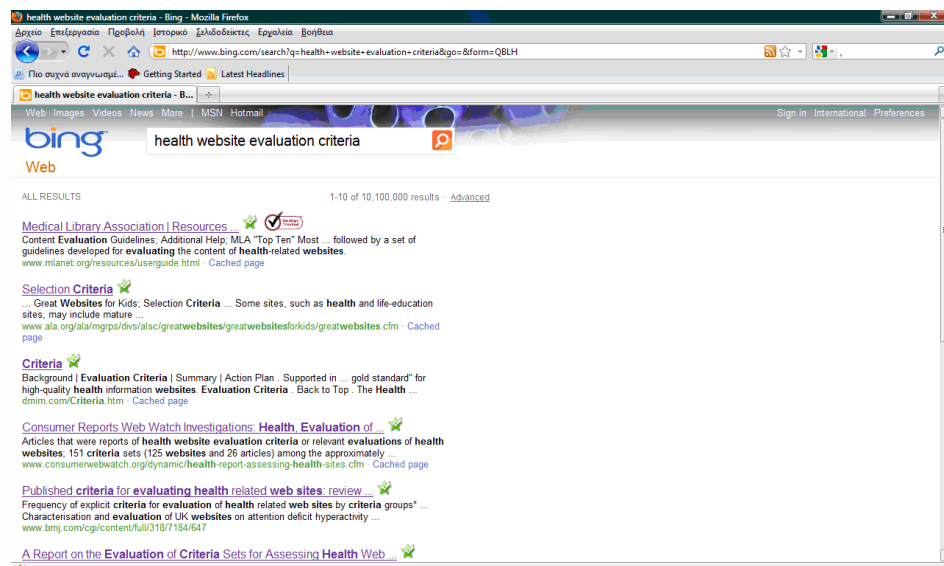 health website evaluation criteria - Bing - Mozilla Firefox
Αρχείο Επεξεργασία Προβολή Ιστορικό Σελιδοδείκτες Εργαλεία Βοήθεια
http://www.bing.com/search?q=health+website+evaluation+criteria&go=&form=QBLH
Πιο συχνά αναγνωσμέ... Getting Started Latest Headlines
health website evaluation criteria - B...
Web Images Videos News More | MSN Hotmail Sign in International Preferences
bing health website evaluation criteria
Web
ALL RESULTS 1-10 of 10,100,000 results · Advanced
Medical Library Association | Resources ...
Content Evaluation Guidelines; Additional Help; MLA "Top Ten" Most ... followed by a set of
guidelines developed for evaluating the content of health-related websites.
www.mlanet.org/resources/userguide.html · Cached page
Selection Criteria
... Great Websites for Kids; Selection Criteria ... Some sites, such as health and life-education
sites, may include mature ...
www.ala.org/ala/mgrps/divs/alsc/greatwebsites/greatwebsitesforkids/greatwebsites.cfm · Cached
page
Criteria
Background | Evaluation Criteria | Summary | Action Plan . Supported in ... gold standard" for
high-quality health information websites. Evaluation Criteria . Back to Top . The Health ...
dmim.com/Criteria.htm · Cached page
Consumer Reports Web Watch Investigations: Health, Evaluation of ...
Articles that were reports of health website evaluation criteria or relevant evaluations of health
websites; 151 criteria sets (125 websites and 26 articles) among the approximately ...
www.consumerwebwatch.org/dynamic/health-report-assessing-health-sites.cfm · Cached page
Published criteria for evaluating health related web sites: review ...
Frequency of explicit criteria for evaluation of health related web sites by criteria groups* ...
Characterisation and evaluation of UK websites on attention deficit hyperactivity ...
www.bmj.com/cgi/content/full/318/7184/647
A Report on the Evaluation of Criteria Sets for Assessing Health Web ...